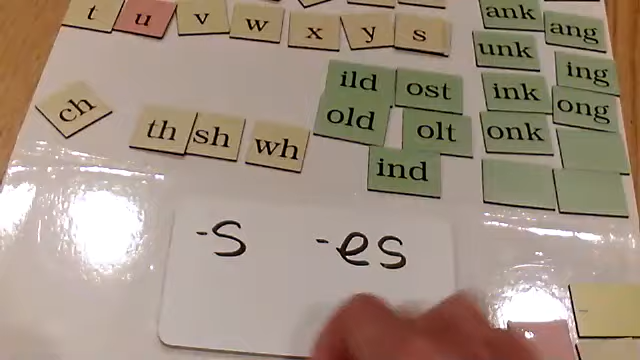 t u v w x y s
ank ang
unk
ing
ild ost
ink ong
old olt
onk
ch th sh wh
ind
-s -es